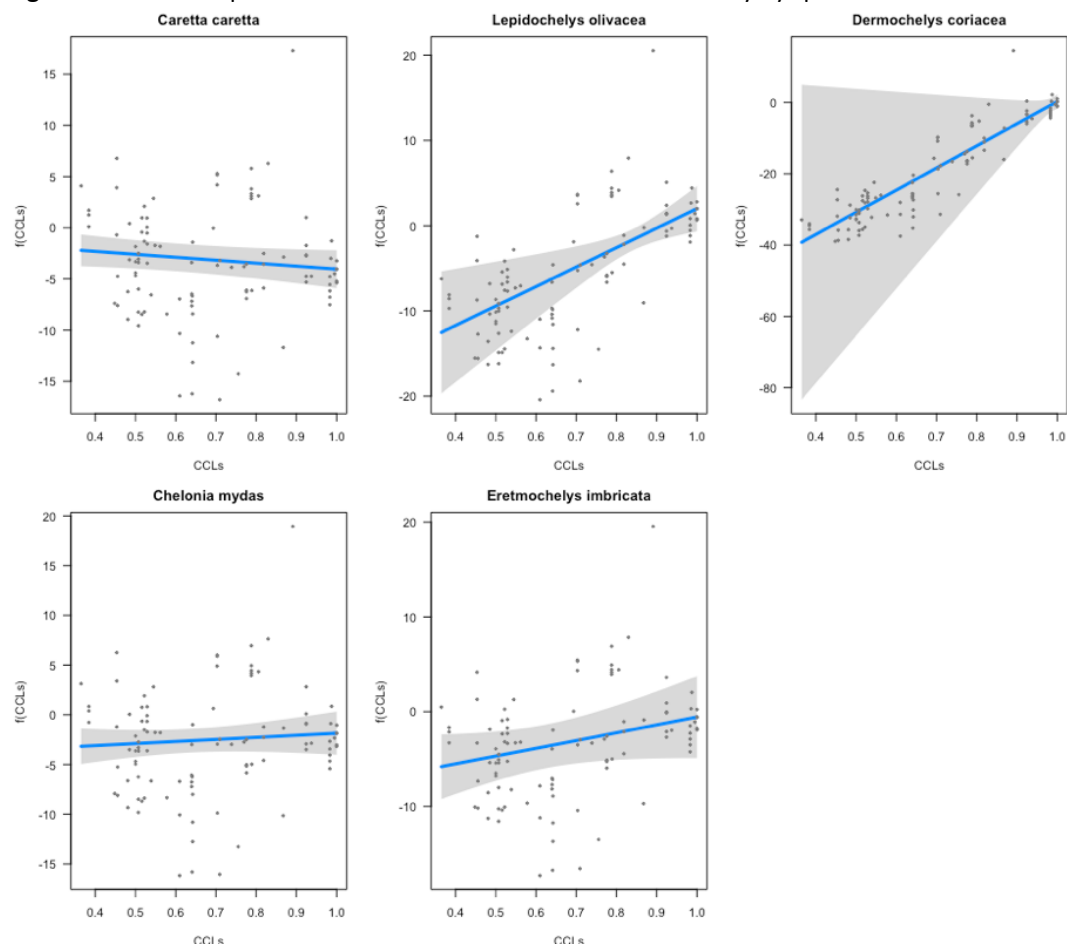 Caretta caretta
Lepidochelys olivacea
Dermochelys coriacea
f(CCLs)
15
10
5
0
-5
-10
-15
0.4 0.5 0.6 0.7 0.8 0.9 1.0
CCLs
f(CCLs)
20
10
0
-10
-20
0.4 0.5 0.6 0.7 0.8 0.9 1.0
CCLs
f(CCLs)
0
-20
-40
-60
-80
0.4 0.5 0.6 0.7 0.8 0.9 1.0
CCLs
Chelonia mydas
Eretmochelys imbricata
f(CCLs)
20
15
10
5
0
-5
-10
-15
0.4 0.5 0.6 0.7 0.8 0.9 1.0
CCLs
f(CCLs)
20
10
0
-10
0.4 0.5 0.6 0.7 0.8 0.9 1.0
CCLs